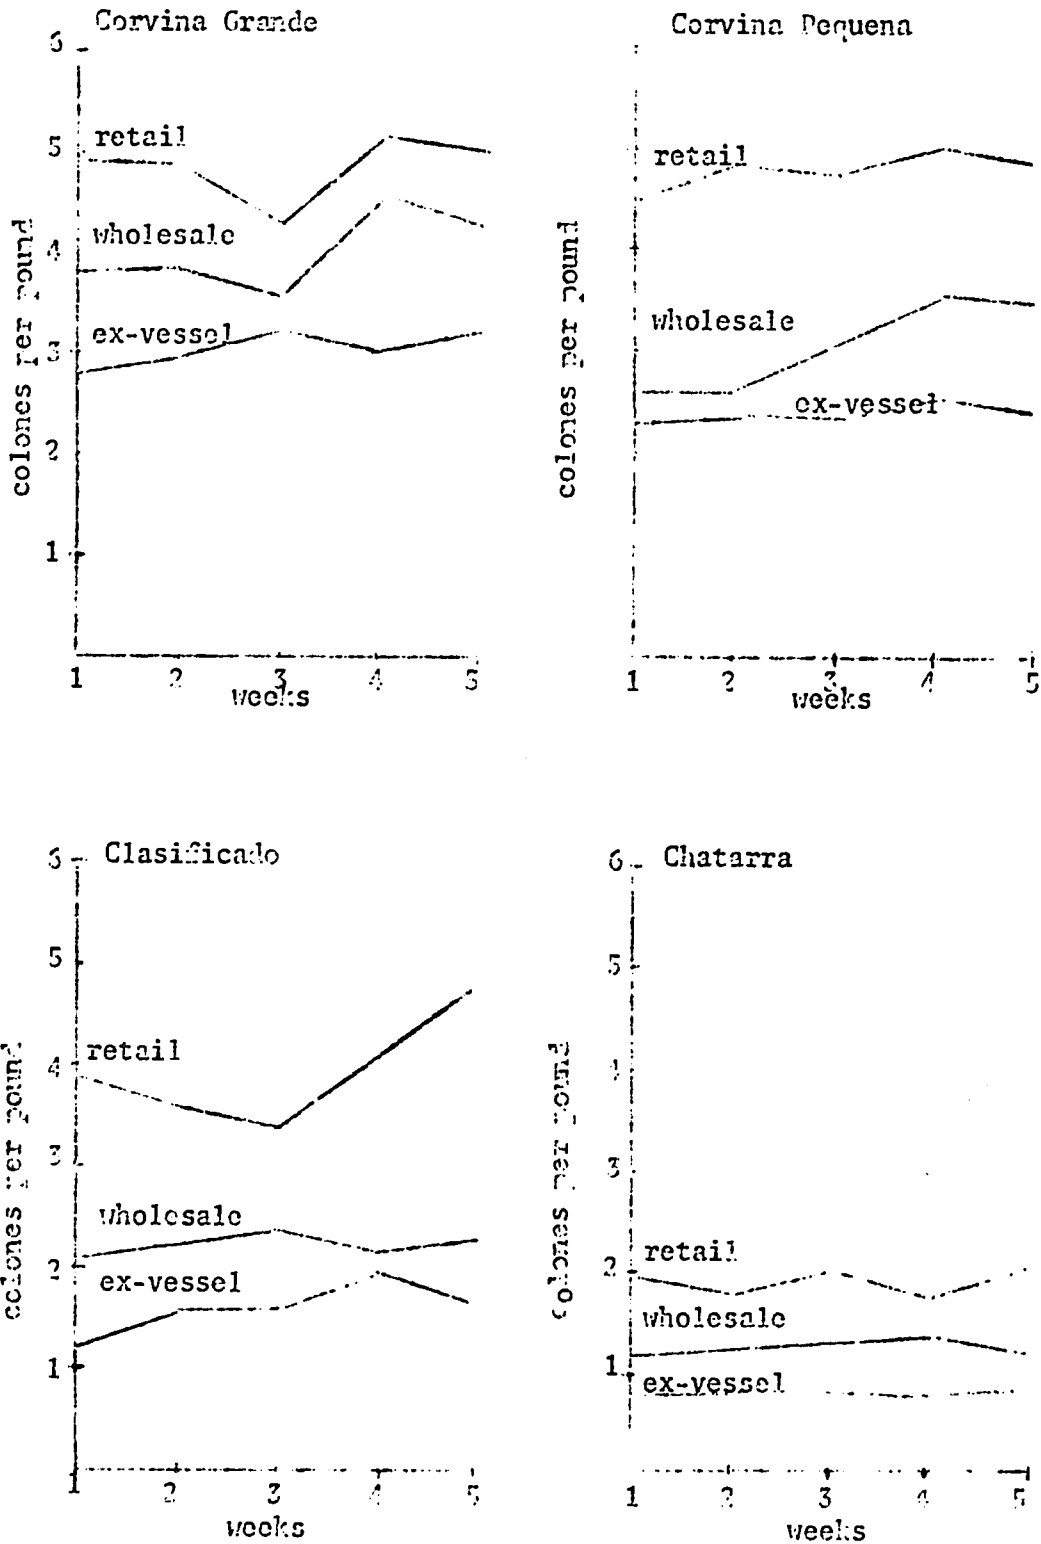 Corvina Grande
6
5
retail
4
wholesale
3
ex-vessel
2
1
colones per pound
1 2 3 4 5
weeks
Corvina Pequena
retail
wholesale
ex-vessel
colones per pound
1 2 3 4 5
weeks
Clasificado
6
5
4
retail
3
wholesale
2
ex-vessel
1
colones per pound
1 2 3 4 5
weeks
Chatarra
6
5
4
3
retail
2
wholesale
1
ex-vessel
colones per pound
1 2 3 4 5
weeks